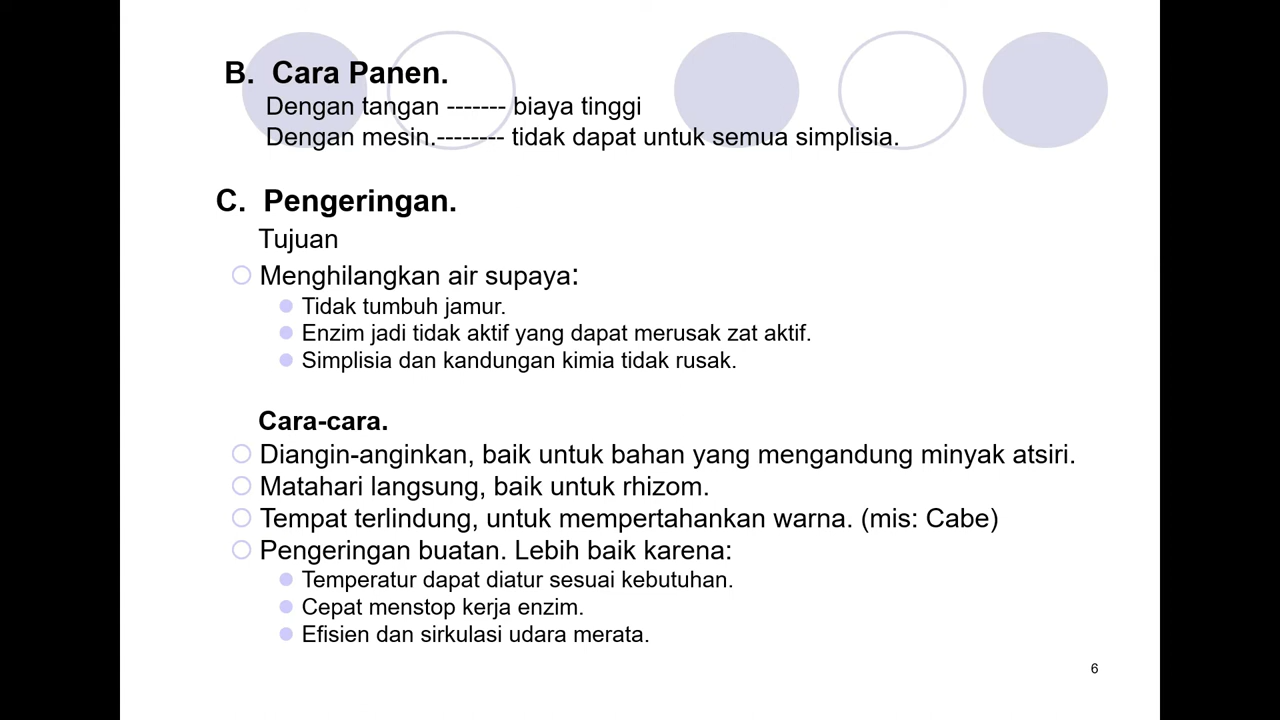 B. Cara Panen.
Dengan tangan ------- biaya tinggi
Dengan mesin.-------- tidak dapat untuk semua simplisia.
C. Pengeringan.
Tujuan
Menghilangkan air supaya:
Tidak tumbuh jamur.
Enzim jadi tidak aktif yang dapat merusak zat aktif.
Simplisia dan kandungan kimia tidak rusak.
Cara-cara.
Diangin-anginkan, baik untuk bahan yang mengandung minyak atsiri.
Matahari langsung, baik untuk rhizom.
Tempat terlindung, untuk mempertahankan warna. (mis: Cabe)
Pengeringan buatan. Lebih baik karena:
Temperatur dapat diatur sesuai kebutuhan.
Cepat menstop kerja enzim.
Efisien dan sirkulasi udara merata.
6